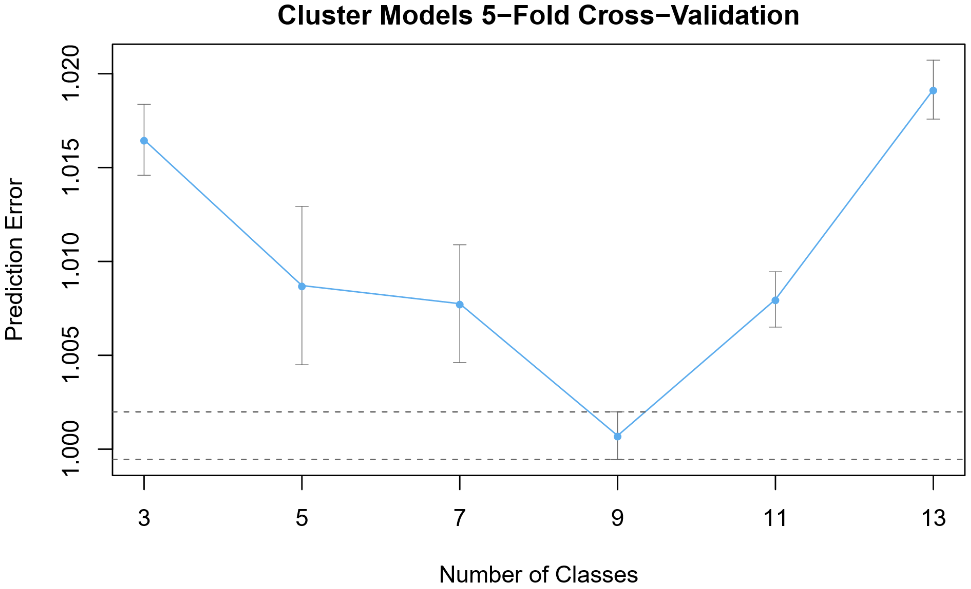 Cluster Models 5−Fold Cross−Validation
Prediction Error
1.020
1.015
1.010
1.005
1.000
3 5 7 9 11 13
Number of Classes